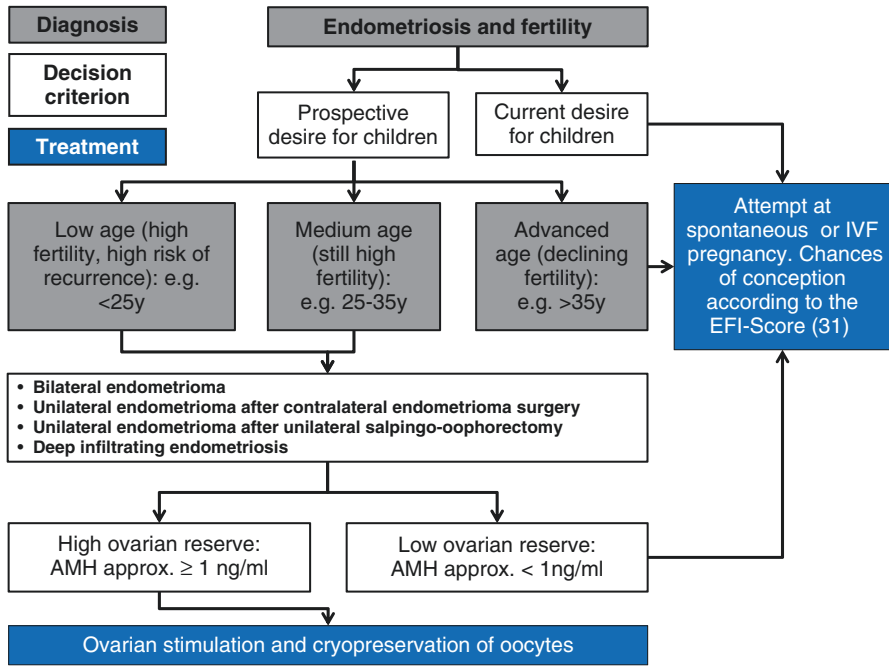 Diagnosis
Decision
criterion
Treatment
Endometriosis and fertility
Prospective
desire for children
Current desire
for children
Low age (high
fertility, high risk of
recurrence): e.g.
<25y
Medium age
(still high
fertility):
e.g. 25-35y
Advanced
age (declining
fertility):
e.g. >35y
Attempt at
spontaneous or IVF
pregnancy. Chances
of conception
according to the
EFI-Score (31)
• Bilateral endometrioma
• Unilateral endometrioma after contralateral endometrioma surgery
• Unilateral endometrioma after unilateral salpingo-oophorectomy
• Deep infiltrating endometriosis
High ovarian reserve:
AMH approx. ≥ 1 ng/ml
Low ovarian reserve:
AMH approx. < 1ng/ml
Ovarian stimulation and cryopreservation of oocytes